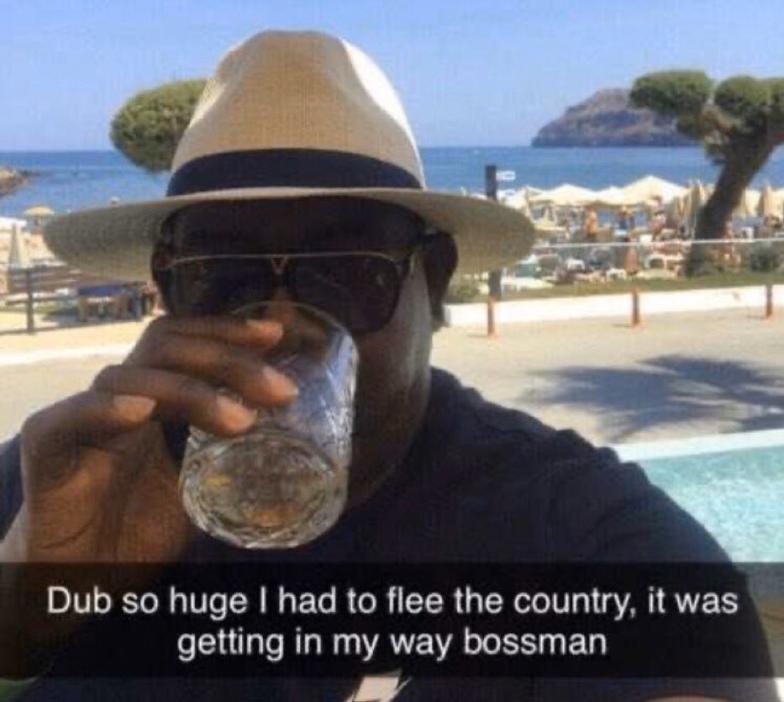 Dub so huge I had to flee the country, it was
getting in my way bossman